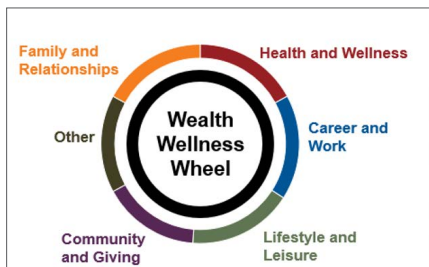 Family and
Relationships
Health and Wellness
Wealth
Wellness
Wheel
Other
Career and
Work
Community
and Giving
Lifestyle and
Leisure